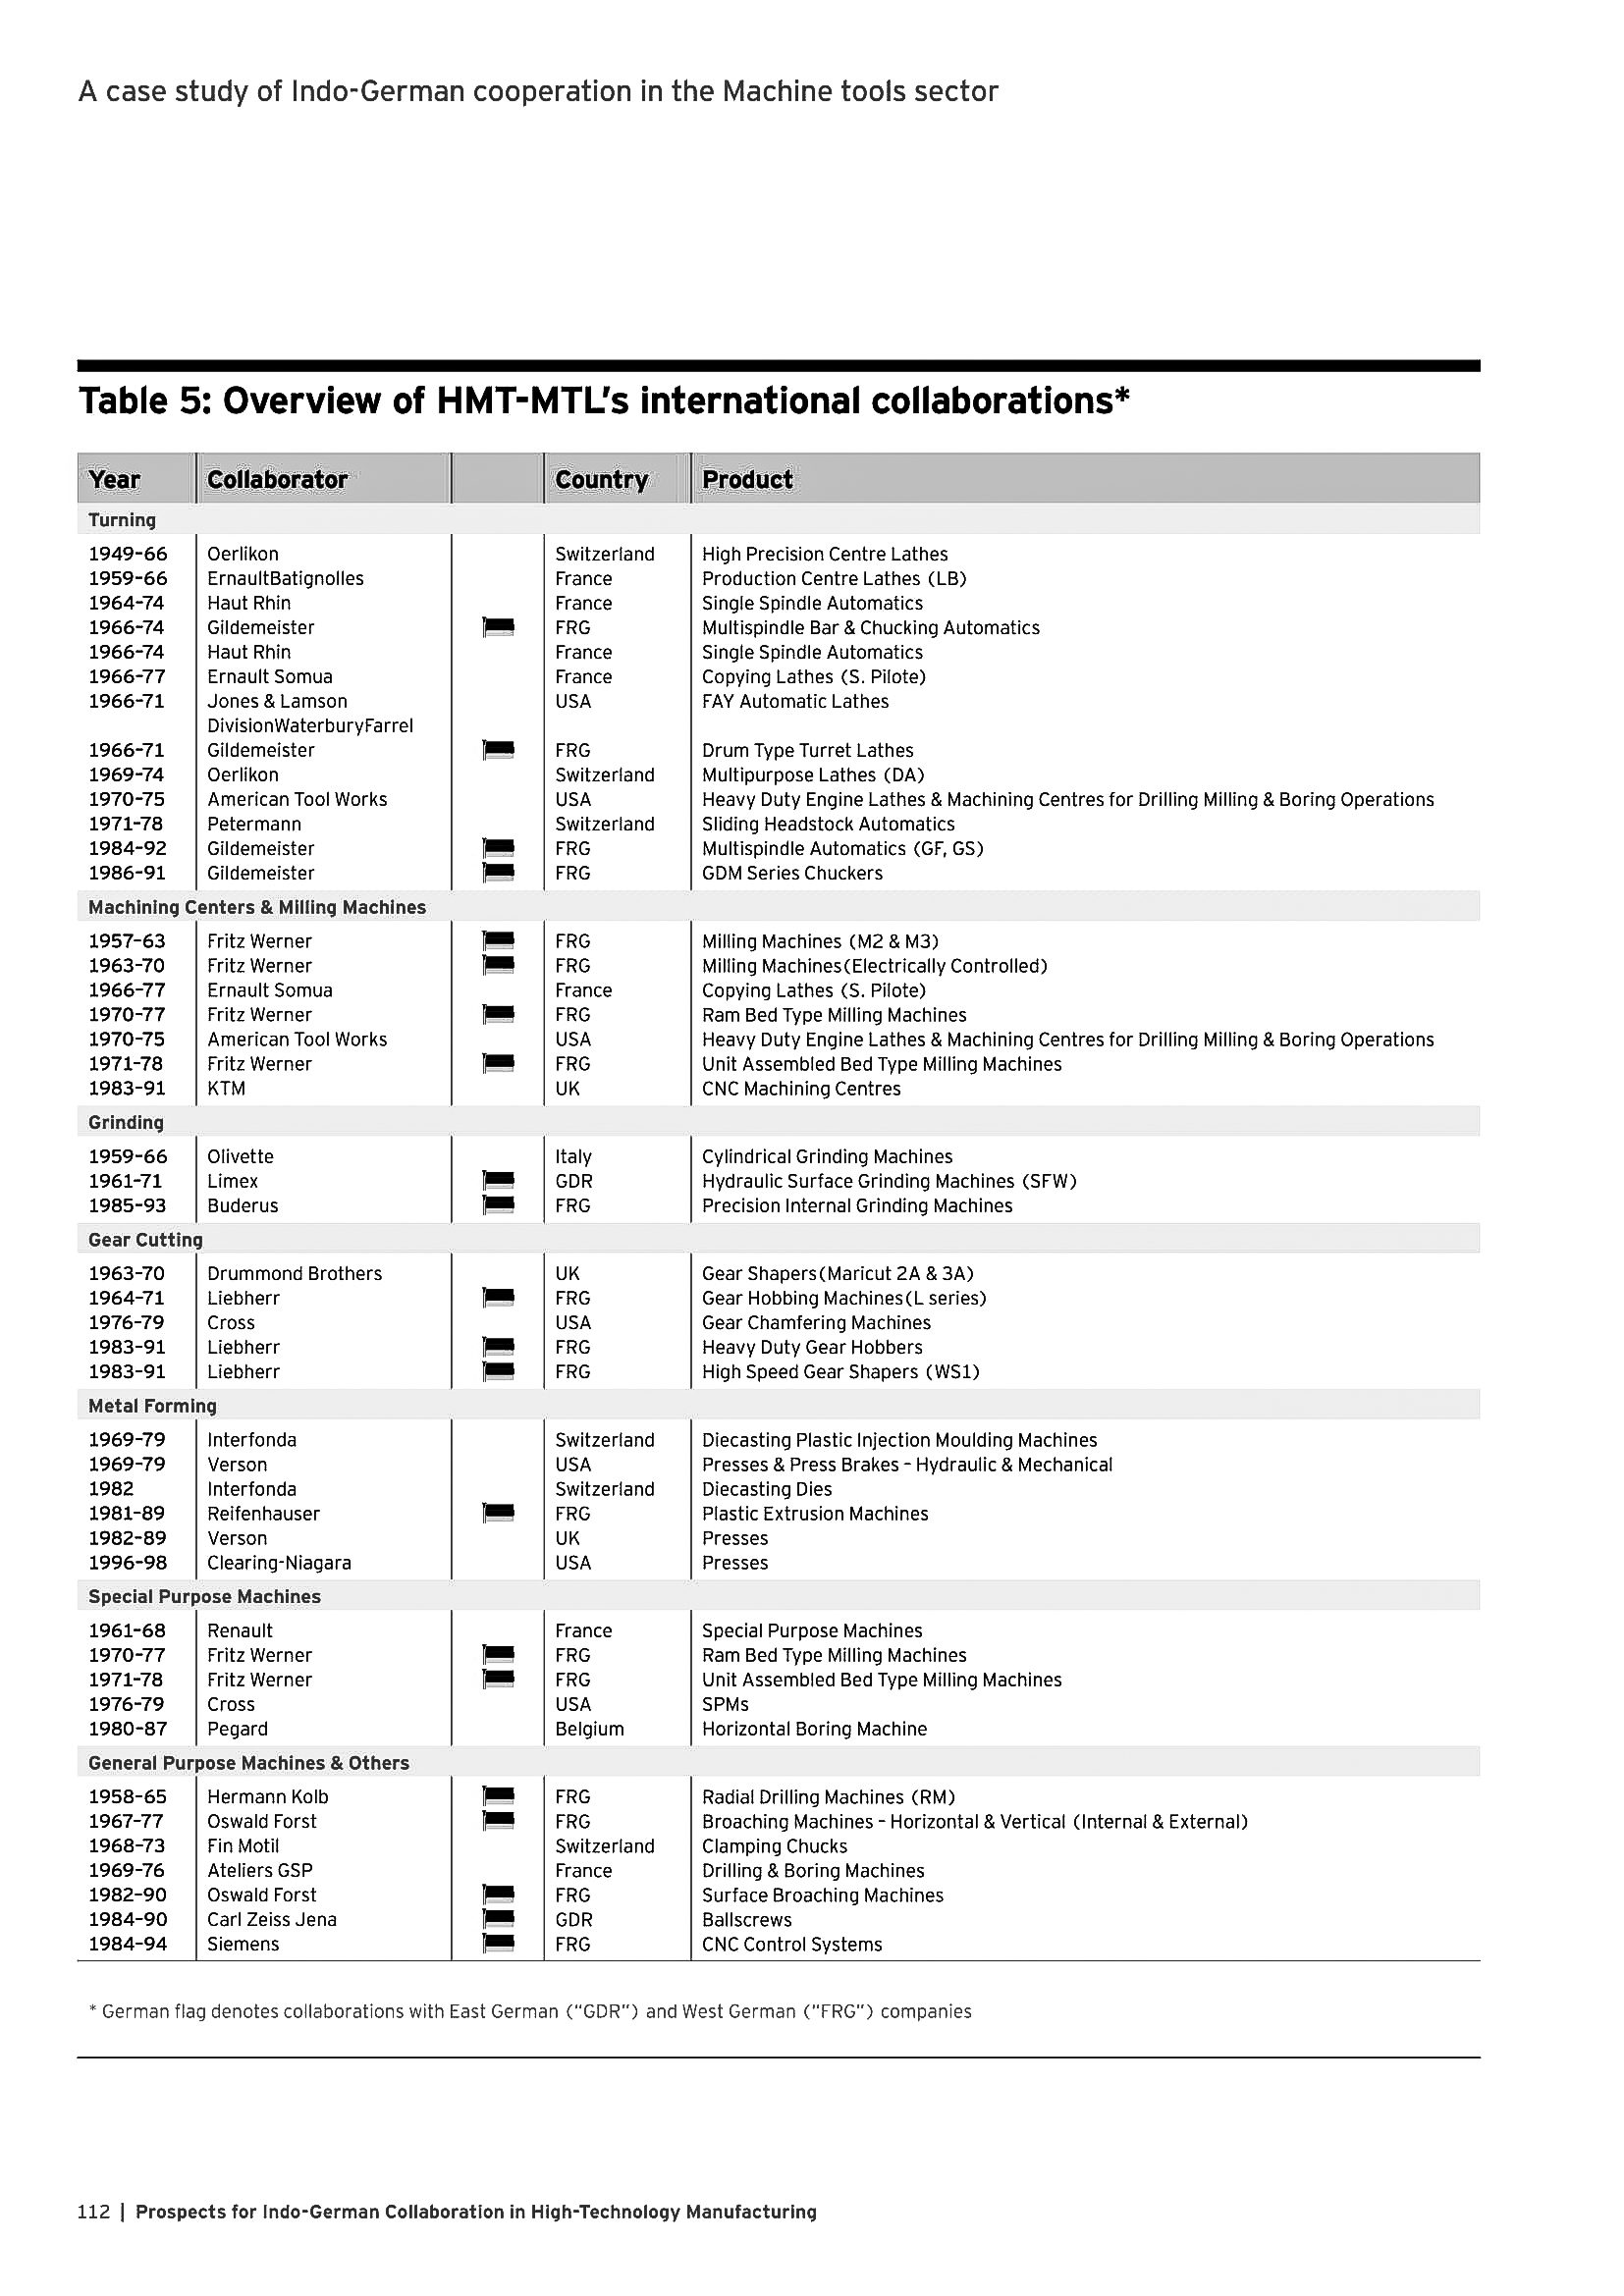 A case study of Indo-German cooperation in the Machine tools sector
Table 5: Overview of HMT-MTL's international collaborations*
Year Collaborator Country Product
Turning
1949-66 Oerlikon Switzerland High Precision Centre Lathes
1959-66 ErnaultBatignolles France Production Centre Lathes (LB)
1964-74 Haut Rhin France Single Spindle Automatics
1966-74 Gildemeister FRG Multispindle Bar & Chucking Automatics
1966-74 Haut Rhin France Single Spindle Automatics
1966-77 Ernault Somua France Copying Lathes (S. Pilote)
1966-71 Jones & Lamson USA FAY Automatic Lathes
DivisionWaterburyFarrel
1966-71 Gildemeister FRG Drum Type Turret Lathes
1969-74 Oerlikon Switzerland Multipurpose Lathes (DA)
1970-75 American Tool Works USA Heavy Duty Engine Lathes & Machining Centres for Drilling Milling & Boring Operations
1971-78 Petermann Switzerland Sliding Headstock Automatics
1984-92 Gildemeister FRG Multispindle Automatics (GF, GS)
1986-91 Gildemeister FRG GDM Series Chuckers
Machining Centers & Milling Machines
1957-63 Fritz Werner FRG Milling Machines (M2 & M3)
1963-70 Fritz Werner FRG Milling Machines(Electrically Controlled)
1966-77 Ernault Somua France Copying Lathes (S. Pilote)
1970-77 Fritz Werner FRG Ram Bed Type Milling Machines
1970-75 American Tool Works USA Heavy Duty Engine Lathes & Machining Centres for Drilling Milling & Boring Operations
1971-78 Fritz Werner FRG Unit Assembled Bed Type Milling Machines
1983-91 KTM UK CNC Machining Centres
Grinding
1959-66 Olivette Italy Cylindrical Grinding Machines
1961-71 Limex GDR Hydraulic Surface Grinding Machines (SFW)
1985-93 Buderus FRG Precision Internal Grinding Machines
Gear Cutting
1963-70 Drummond Brothers UK Gear Shapers(Maricut 2A & 3A)
1964-71 Liebherr FRG Gear Hobbing Machines(L series)
1976-79 Cross USA Gear Chamfering Machines
1983-91 Liebherr FRG Heavy Duty Gear Hobbers
1983-91 Liebherr FRG High Speed Gear Shapers (WS1)
Metal Forming
1969-79 Interfonda Switzerland Diecasting Plastic Injection Moulding Machines
1969-79 Verson USA Presses & Press Brakes – Hydraulic & Mechanical
1982 Interfonda Switzerland Diecasting Dies
1981-89 Reifenhauser FRG Plastic Extrusion Machines
1982-89 Verson UK Presses
1996-98 Clearing-Niagara USA Presses
Special Purpose Machines
1961-68 Renault France Special Purpose Machines
1970-77 Fritz Werner FRG Ram Bed Type Milling Machines
1971-78 Fritz Werner FRG Unit Assembled Bed Type Milling Machines
1976-79 Cross USA SPMs
1980-87 Pegard Belgium Horizontal Boring Machine
General Purpose Machines & Others
1958-65 Hermann Kolb FRG Radial Drilling Machines (RM)
1967-77 Oswald Forst FRG Broaching Machines – Horizontal & Vertical (Internal & External)
1968-73 Fin Motil Switzerland Clamping Chucks
1969-76 Ateliers GSP France Drilling & Boring Machines
1982-90 Oswald Forst FRG Surface Broaching Machines
1984-90 Carl Zeiss Jena GDR Ballscrews
1984-94 Siemens FRG CNC Control Systems
* German flag denotes collaborations with East German ("GDR") and West German ("FRG") companies
112 | Prospects for Indo-German Collaboration in High-Technology Manufacturing